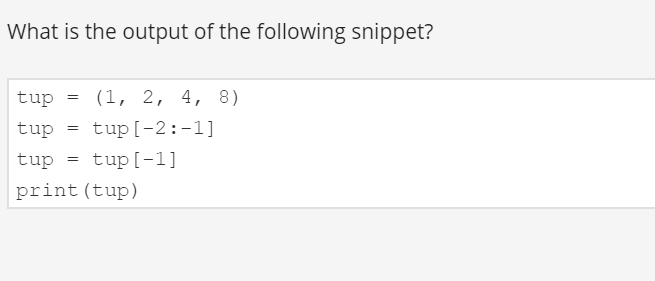 What is the output of the following snippet?
tup = (1, 2, 4, 8)
tup = tup[-2:-1]
tup = tup[-1]
print(tup)